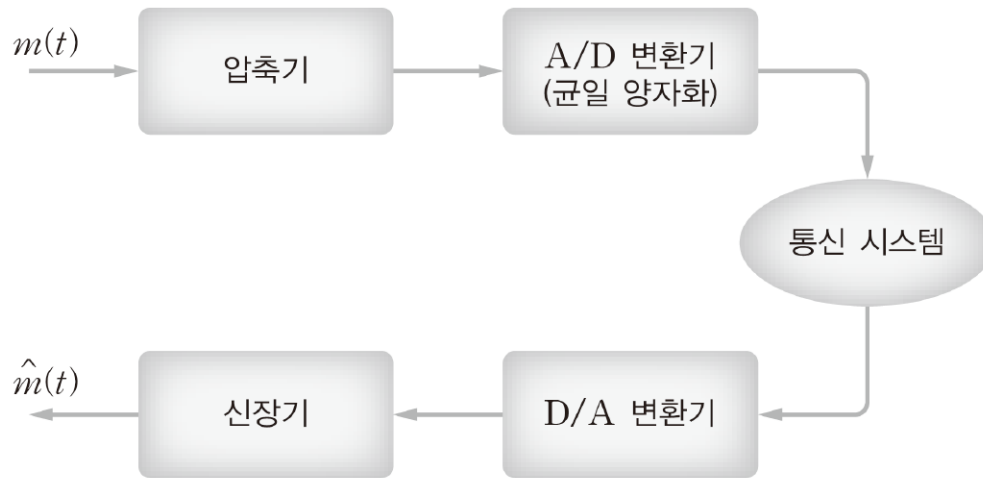 m(t)
압축기
A/D 변환기
(균일 양자화)
통신 시스템
m̂(t)
신장기
D/A 변환기